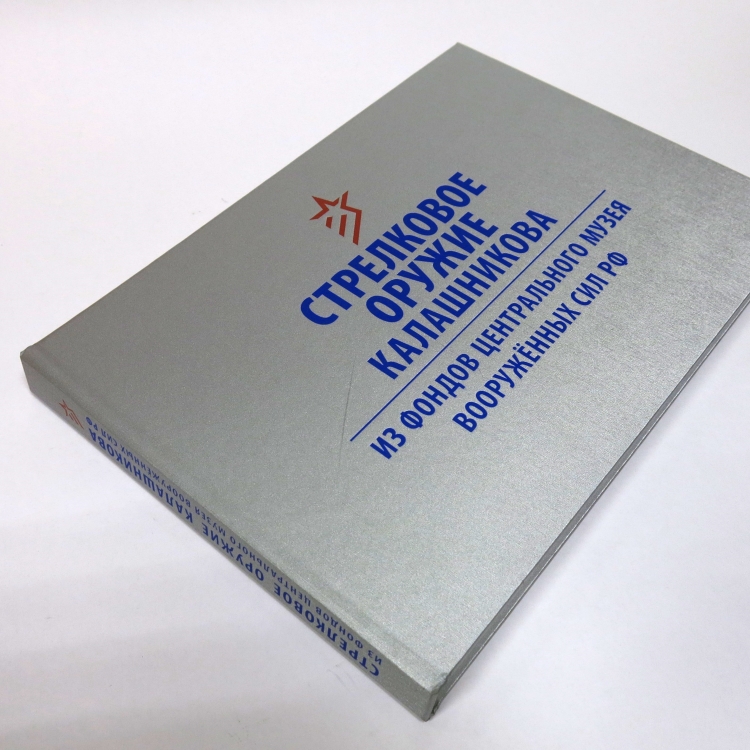 СТРЕЛКОВОЕ
ОРУЖИЕ
КАЛАШНИКОВА
ИЗ ФОНДОВ ЦЕНТРАЛЬНОГО МУЗЕЯ
ВООРУЖЁННЫХ СИЛ РФ
СТРЕЛКОВОЕ ОРУЖИЕ КАЛАШНИКОВА
ИЗ ФОНДОВ ЦЕНТРАЛЬНОГО МУЗЕЯ ВООРУЖЕННЫХ СИЛ РФ